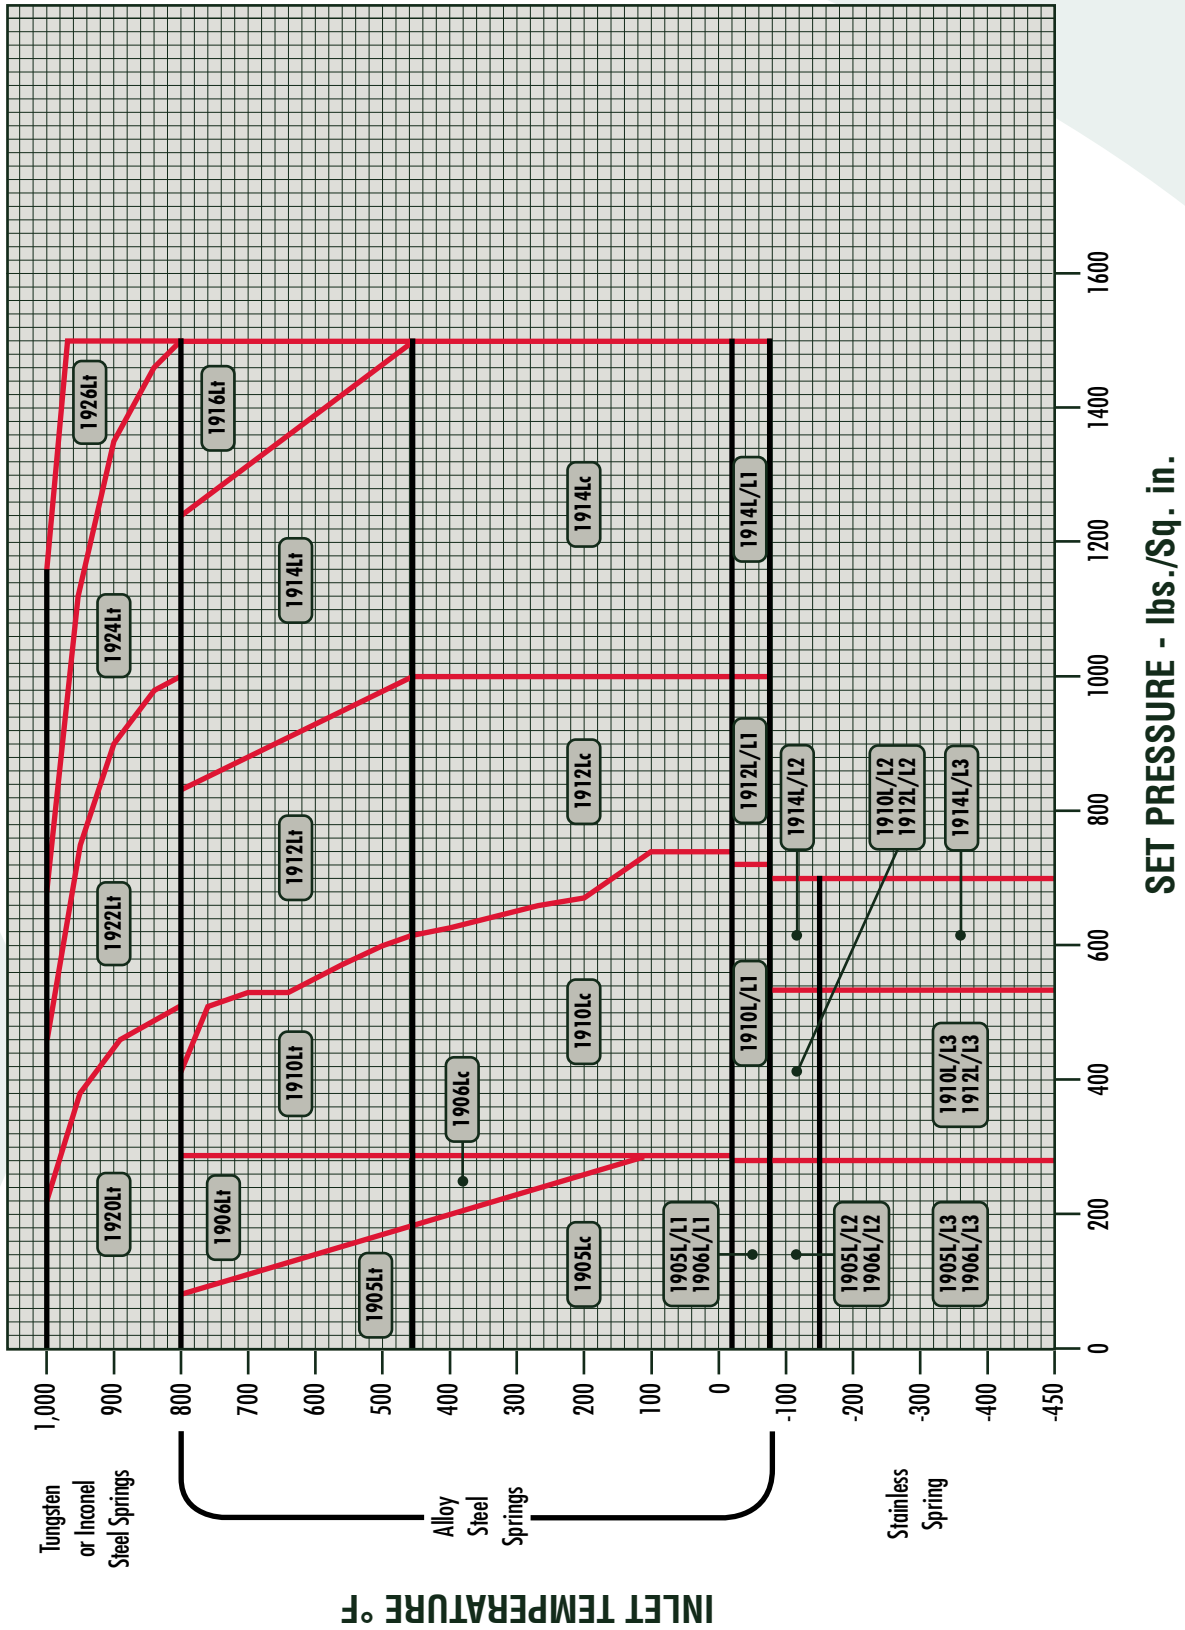 INLET TEMPERATURE °F
Tungsten
or Inconel
Steel Springs
Alloy
Steel
Springs
Stainless
Spring
1,000
900
800
700
600
500
400
300
200
100
0
-100
-200
-300
-400
-450
1920Lt
1922Lt
1924Lt
1926Lt
1906Lt
1905Lt
1910Lt
1912Lt
1914Lt
1916Lt
1906Lc
1905Lc
1910Lc
1912Lc
1914Lc
1905L/L1
1906L/L1
1910L/L1
1912L/L1
1914L/L1
1905L/L2
1906L/L2
1914L/L2
1910L/L2
1912L/L2
1905L/L3
1906L/L3
1910L/L3
1912L/L3
1914L/L3
0
200
400
600
800
1000
1200
1400
1600
SET PRESSURE - lbs./Sq. in.